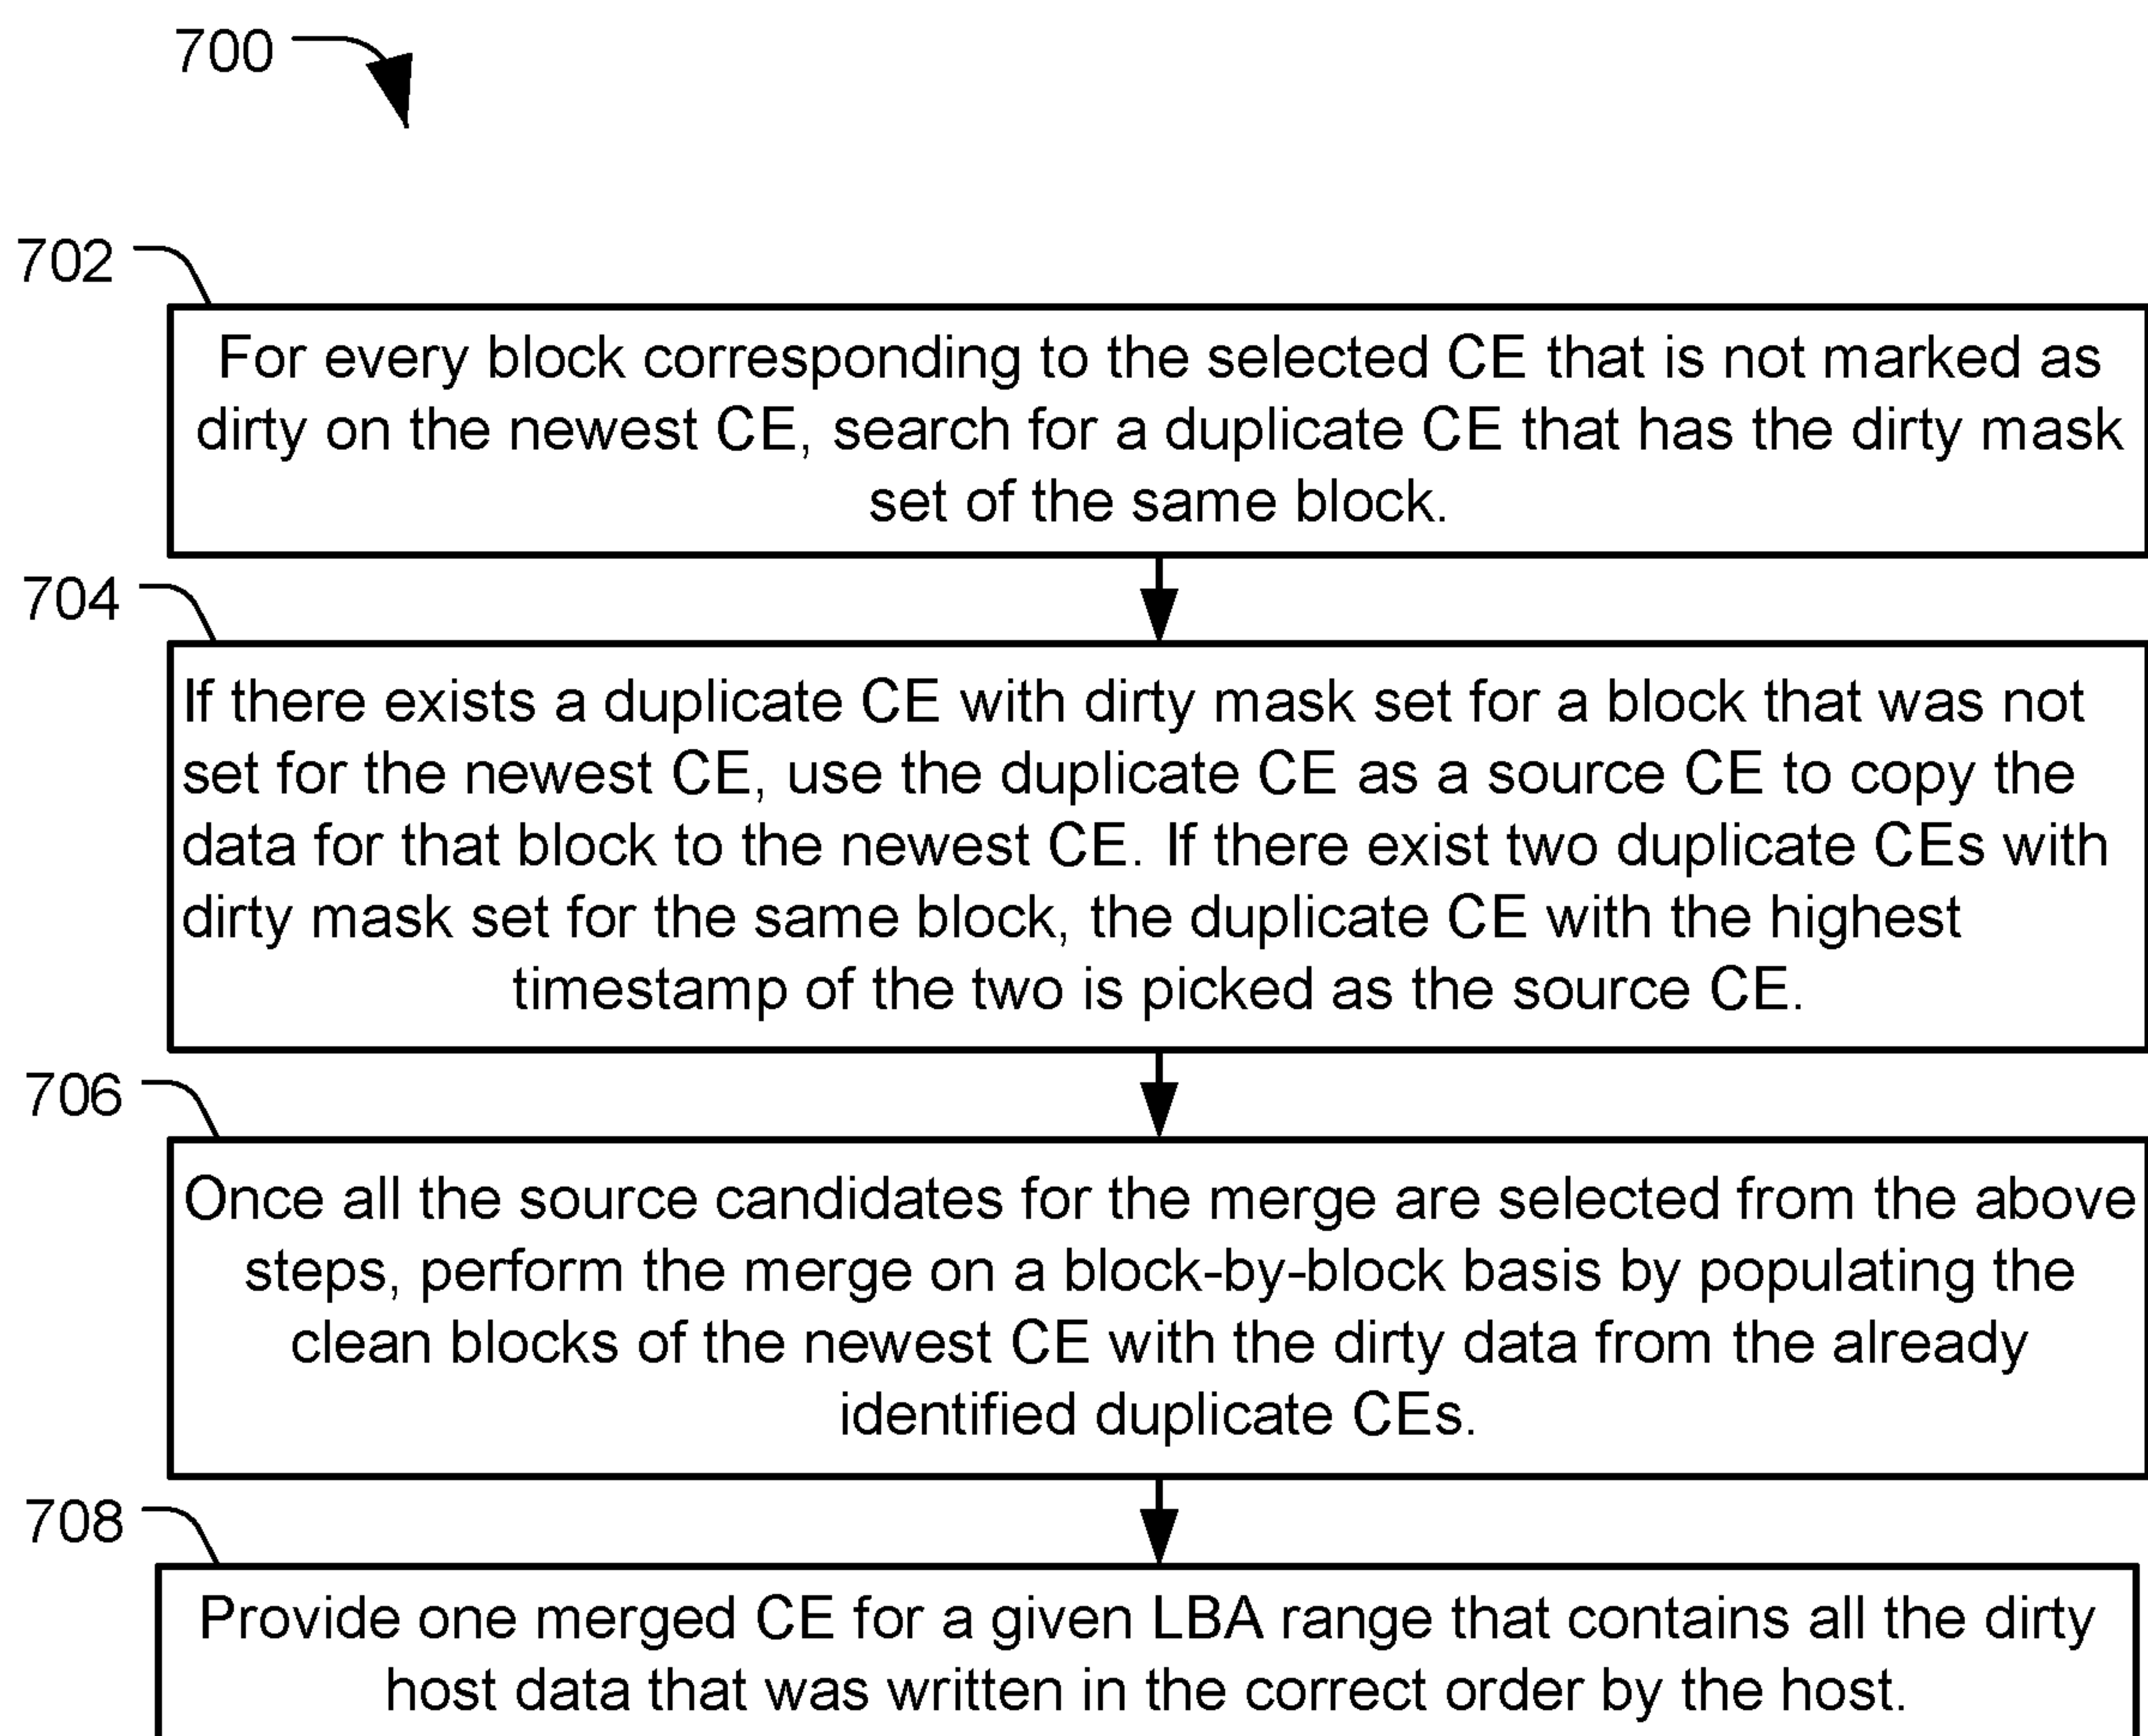 700
702
For every block corresponding to the selected CE that is not marked as
dirty on the newest CE, search for a duplicate CE that has the dirty mask
set of the same block.
704
If there exists a duplicate CE with dirty mask set for a block that was not
set for the newest CE, use the duplicate CE as a source CE to copy the
data for that block to the newest CE. If there exist two duplicate CEs with
dirty mask set for the same block, the duplicate CE with the highest
timestamp of the two is picked as the source CE.
706
Once all the source candidates for the merge are selected from the above
steps, perform the merge on a block-by-block basis by populating the
clean blocks of the newest CE with the dirty data from the already
identified duplicate CEs.
708
Provide one merged CE for a given LBA range that contains all the dirty
host data that was written in the correct order by the host.